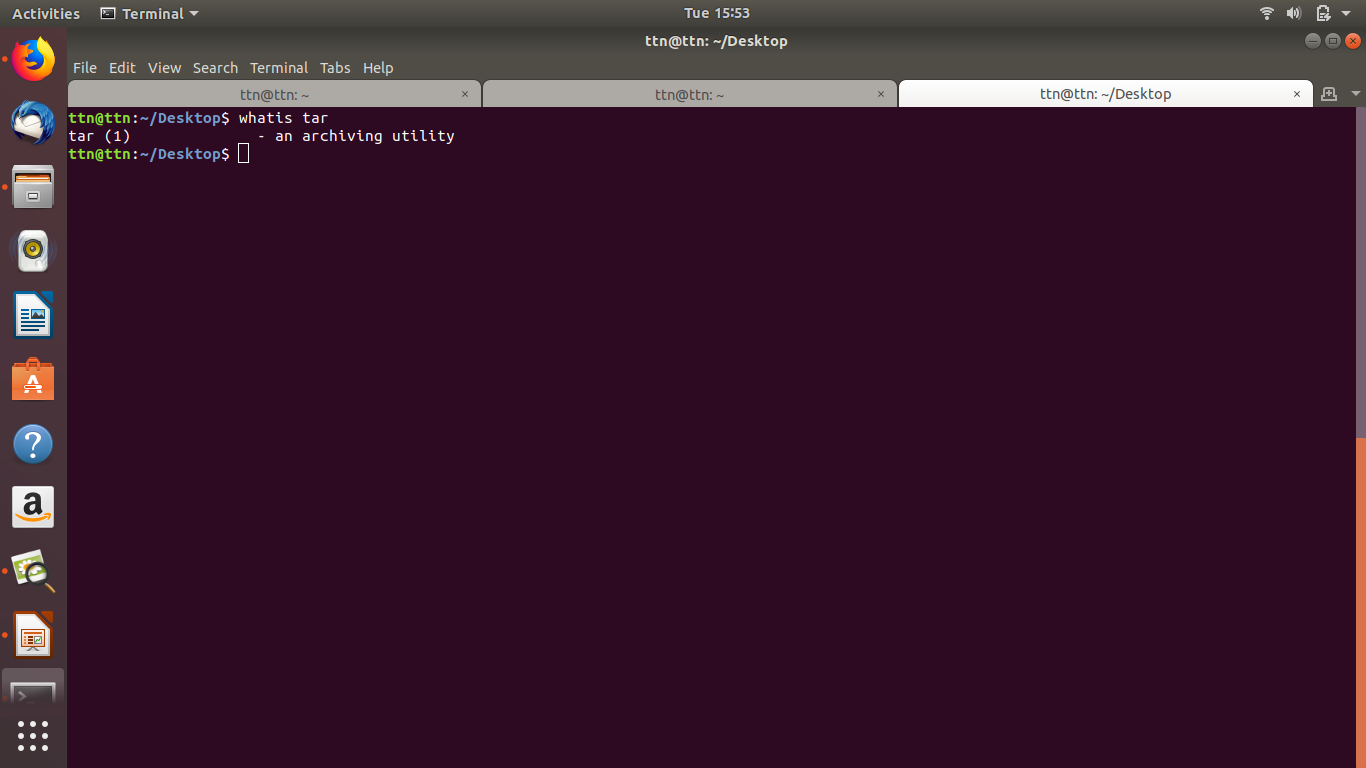 Activities Terminal Tue 15:53
ttn@ttn: ~/Desktop
File Edit View Search Terminal Tabs Help
ttn@ttn: ~ × ttn@ttn: ~ × ttn@ttn: ~/Desktop ×
ttn@ttn:~/Desktop$ whatis tar
tar (1)              - an archiving utility
ttn@ttn:~/Desktop$